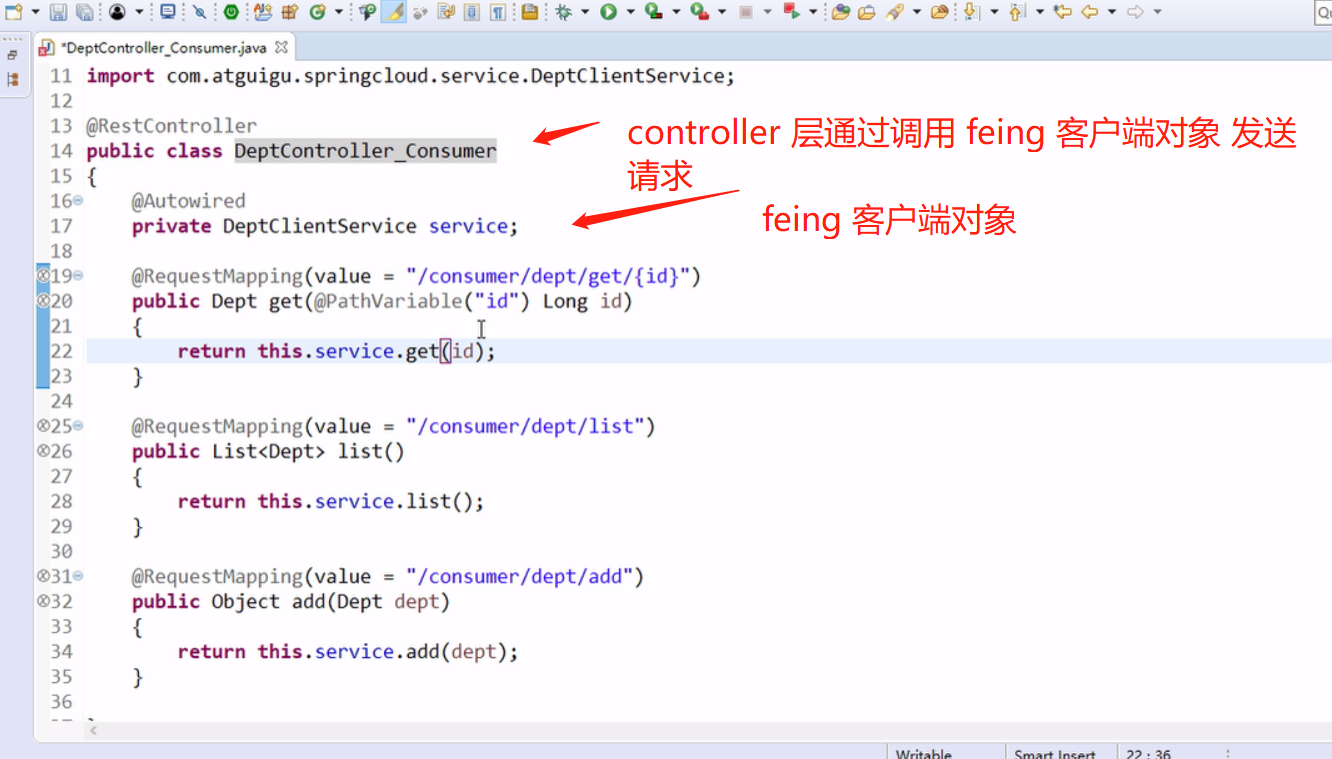 *DeptController_Consumer.java
11 import com.atguigu.springcloud.service.DeptClientService;
12
13 @RestController
14 public class DeptController_Consumer
controller 层通过调用 feing 客户端对象 发送
请求
15 {
16 @Autowired
17 private DeptClientService service;
feing 客户端对象
18
19 @RequestMapping(value = "/consumer/dept/get/{id}")
20 public Dept get(@PathVariable("id") Long id)
21 {
22 return this.service.get(id);
23 }
24
25 @RequestMapping(value = "/consumer/dept/list")
26 public List<Dept> list()
27 {
28 return this.service.list();
29 }
30
31 @RequestMapping(value = "/consumer/dept/add")
32 public Object add(Dept dept)
33 {
34 return this.service.add(dept);
35 }
36
Writable Smart Insert 22 : 36